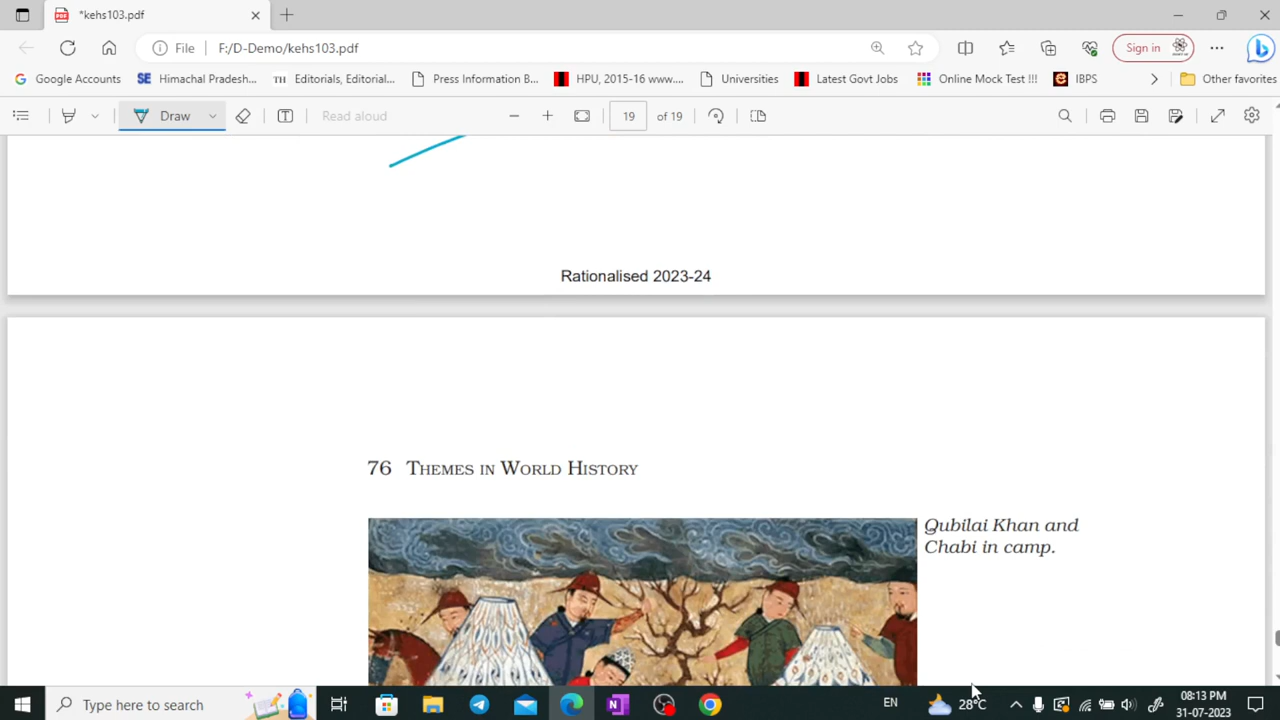 *kehs103.pdf
File F:/D-Demo/kehs103.pdf Sign in
Google Accounts SE Himachal Pradesh... TH Editorials, Editorial... Press Information B... HPU, 2015-16 www.... Universities Latest Govt Jobs Online Mock Test !!! IBPS Other favorites
Draw Read aloud 19 of 19
Rationalised 2023-24
76 THEMES IN WORLD HISTORY
Qubilai Khan and
Chabi in camp.
Type here to search EN 28°C 08:13 PM
31-07-2023